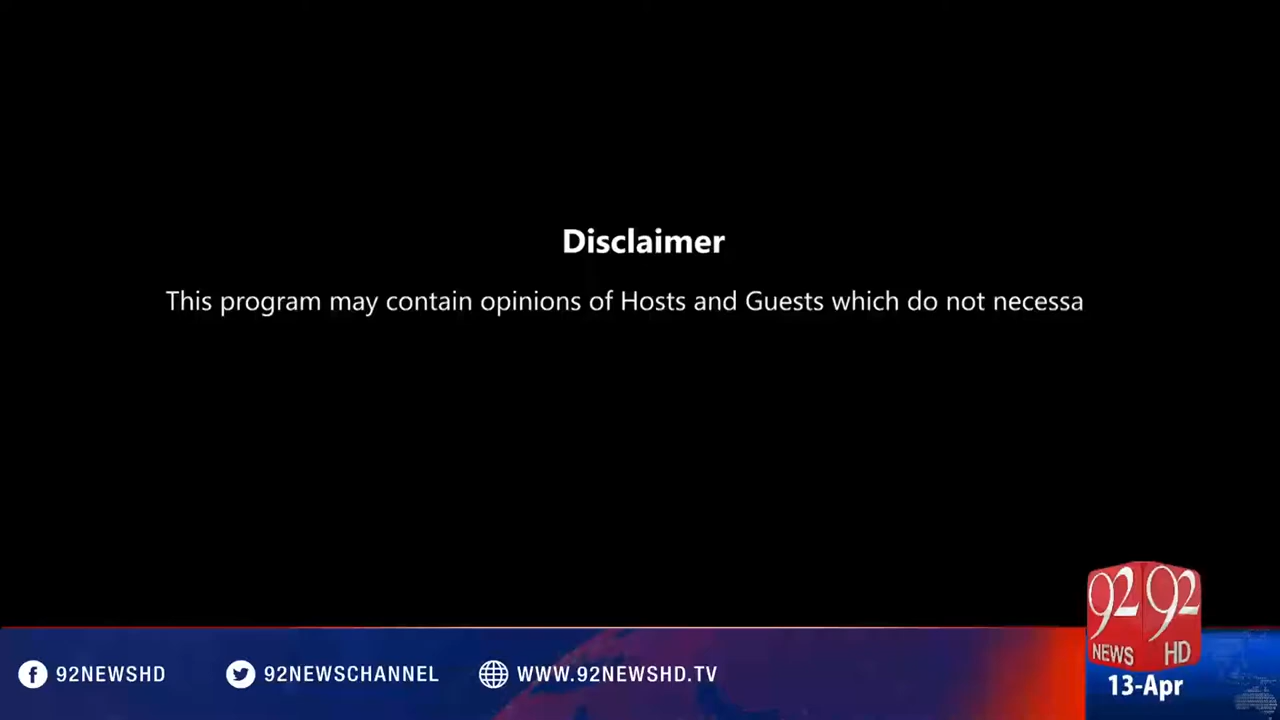 Disclaimer
This program may contain opinions of Hosts and Guests which do not necessa
92 92
NEWS HD
92NEWSHD 92NEWSCHANNEL WWW.92NEWSHD.TV
13-Apr